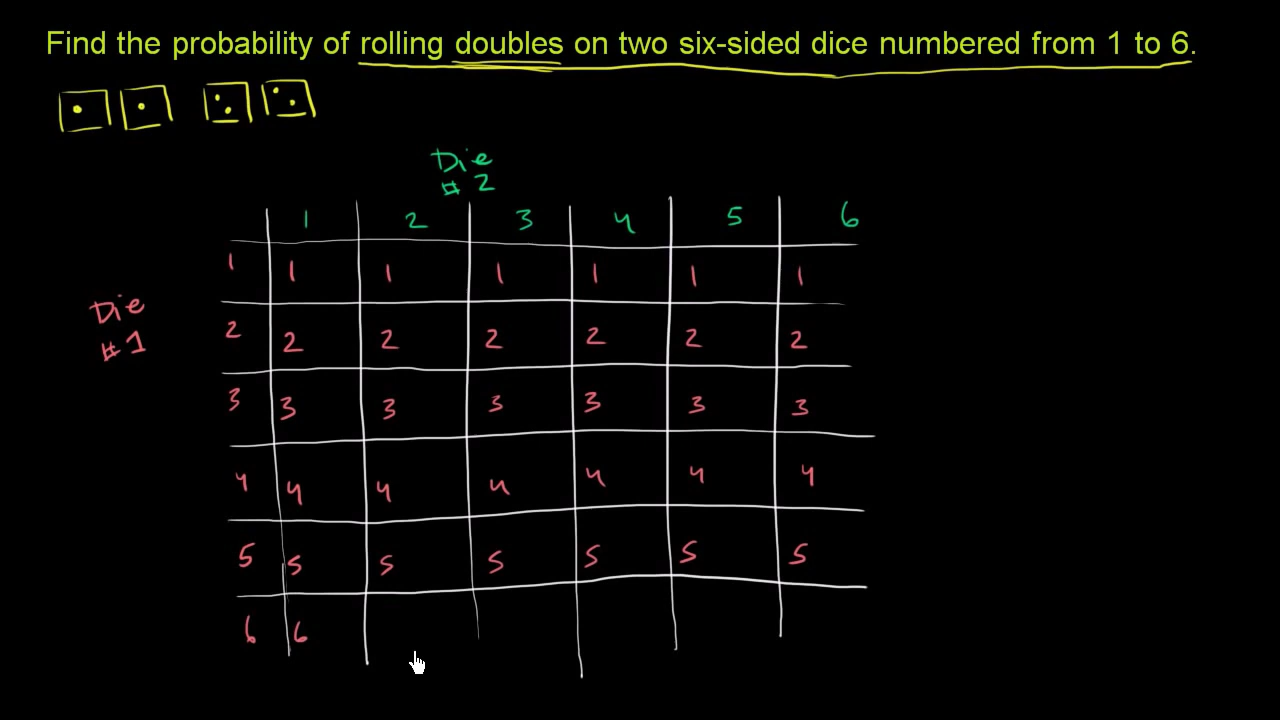 Find the probability of rolling doubles on two six-sided dice numbered from 1 to 6.
Die
#2
1 2 3 4 5 6
1 1 1 1 1 1 1
Die
#1
2 2 2 2 2 2 2
3 3 3 3 3 3 3
4 4 4 4 4 4 4
5 5 5 5 5 5 5
6 6